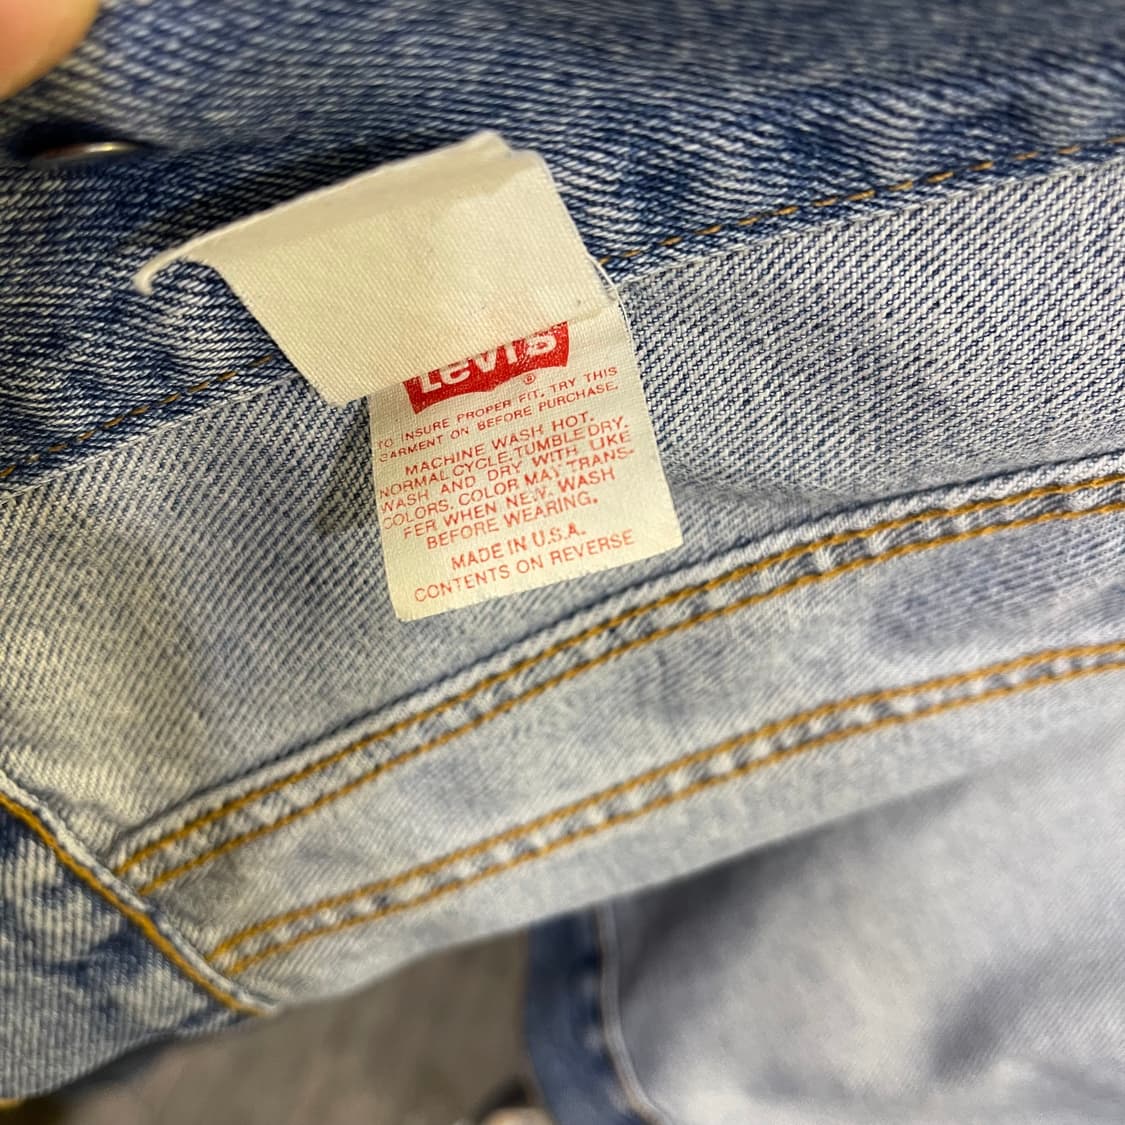 Levi's
®
TO INSURE PROPER FIT, TRY THIS
GARMENT ON BEFORE PURCHASE.
MACHINE WASH HOT.
NORMAL CYCLE.TUMBLE DRY.
WASH AND DRY WITH LIKE
COLORS. COLOR MAY TRANS-
FER WHEN NEW. WASH
BEFORE WEARING.
MADE IN U.S.A.
CONTENTS ON REVERSE